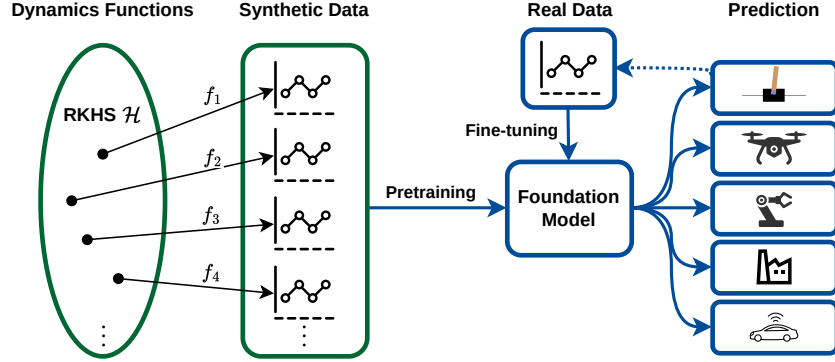 Dynamics Functions
Synthetic Data
Real Data
Prediction
RKHS ℋ
f₁
f₂
f₃
f₄
⋮
⋮
Pretraining
Fine-tuning
Foundation
Model